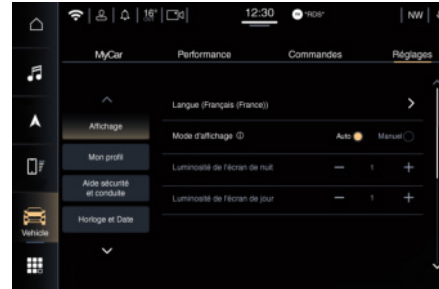 16°
12:30
"RDS"
NW
MyCar
Performance
Commandes
Réglages
Affichage
Mon profil
Aide sécurité
et conduite
Horloge et Date
Langue (Français (France))
Mode d'affichage
Auto
Manuel
Luminosité de l'écran de nuit
1
Luminosité de l'écran de jour
1
Vehicle